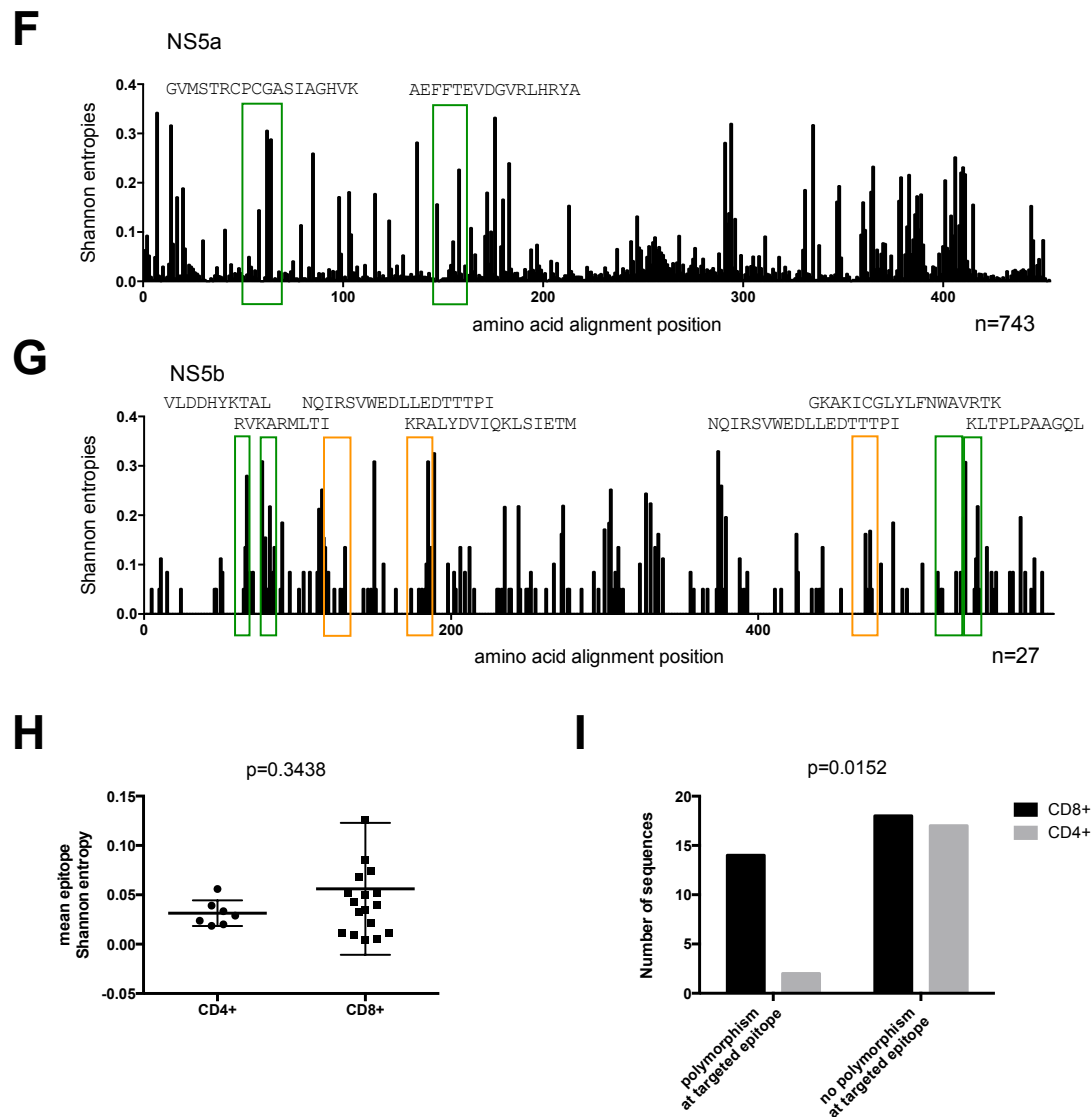 F
NS5a
GVMSTRCPCGASIAGHVK AEFFTEVDGVRLHRYA
0.4
0.3
0.2
0.1
0.0
Shannon entropies
0 100 200 300 400
amino acid alignment position
n=743
G
NS5b
VLDDHYKTAL NQIRSVWEDLLEDTTTPI GKAKICGLYLFNWAVRTK
RVKARMLTI KRALYDVIQKLSIETM NQIRSVWEDLLEDTTTPI KLTPLPAAGQL
0.4
0.3
0.2
0.1
0.0
Shannon entropies
0 200 400
amino acid alignment position
n=27
H
p=0.3438
0.15
0.10
0.05
0.00
-0.05
mean epitope
Shannon entropy
CD4+ CD8+
I
p=0.0152
20
15
10
5
0
Number of sequences
CD8+
CD4+
polymorphism
at targeted epitope
no polymorphism
at targeted epitope